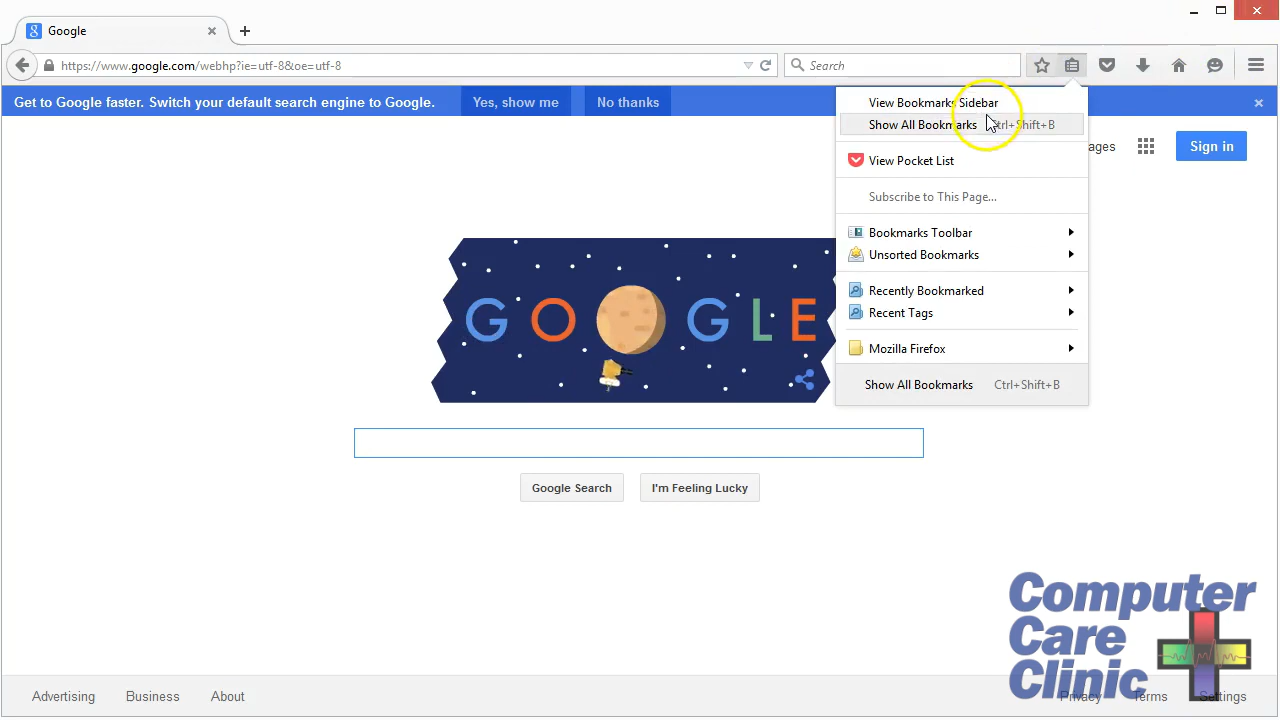 Google
https://www.google.com/webhp?ie=utf-8&oe=utf-8
Search
Get to Google faster. Switch your default search engine to Google.
Yes, show me
No thanks
View Bookmarks Sidebar
Show All Bookmarks Ctrl+Shift+B
View Pocket List
Subscribe to This Page...
Bookmarks Toolbar
Unsorted Bookmarks
Recently Bookmarked
Recent Tags
Mozilla Firefox
Show All Bookmarks Ctrl+Shift+B
ages
Sign in
GOOGLE
Google Search
I'm Feeling Lucky
Computer
Care
Clinic
Advertising
Business
About
Privacy
Terms
Settings